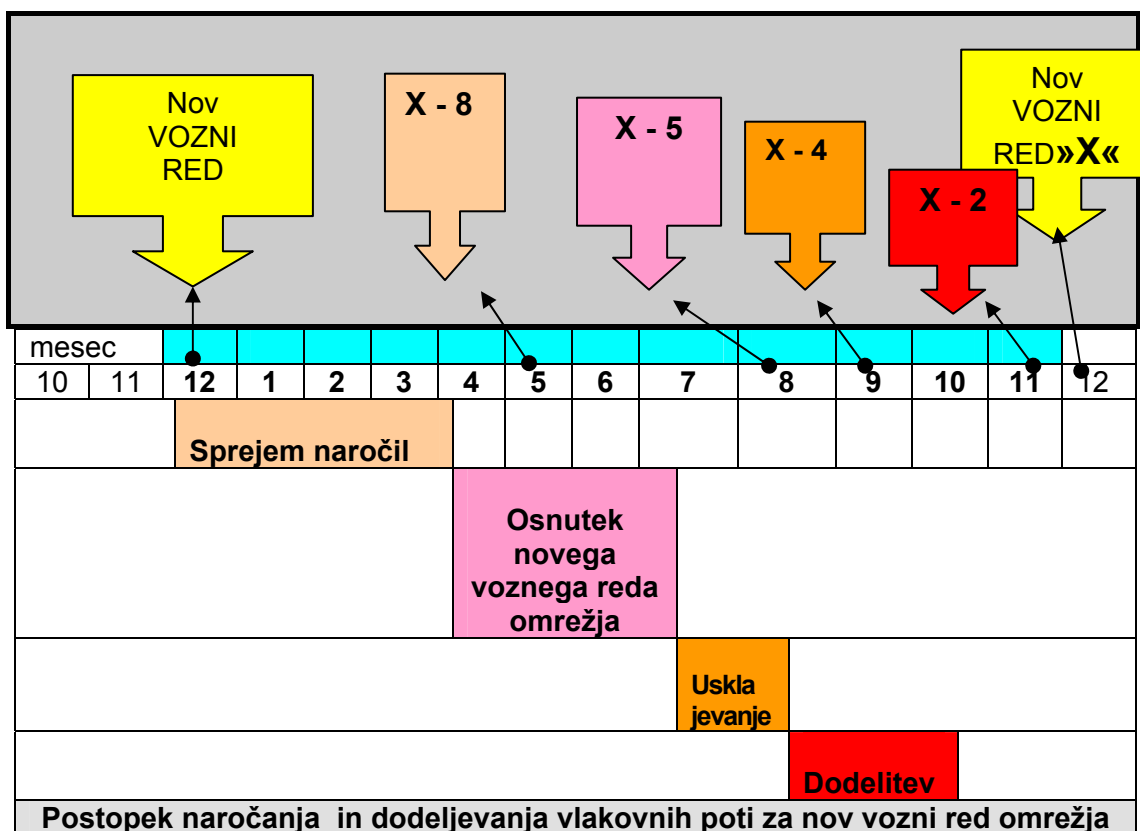 Nov
VOZNI
RED
X - 8
X - 5
X - 4
X - 2
Nov
VOZNI
RED»X«
mesec
10 11 12 1 2 3 4 5 6 7 8 9 10 11 12
Sprejem naročil
Osnutek
novega
voznega reda
omrežja
Uskla
jevanje
Dodelitev
Postopek naročanja in dodeljevanja vlakovnih poti za nov vozni red omrežja